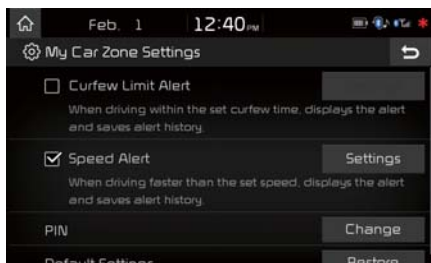 Feb. 1 12:40 PM
My Car Zone Settings
Curfew Limit Alert
When driving within the set curfew time, displays the alert
and saves alert history.
Speed Alert Settings
When driving faster than the set speed, displays the alert
and saves alert history.
PIN Change
Default Settings Restore